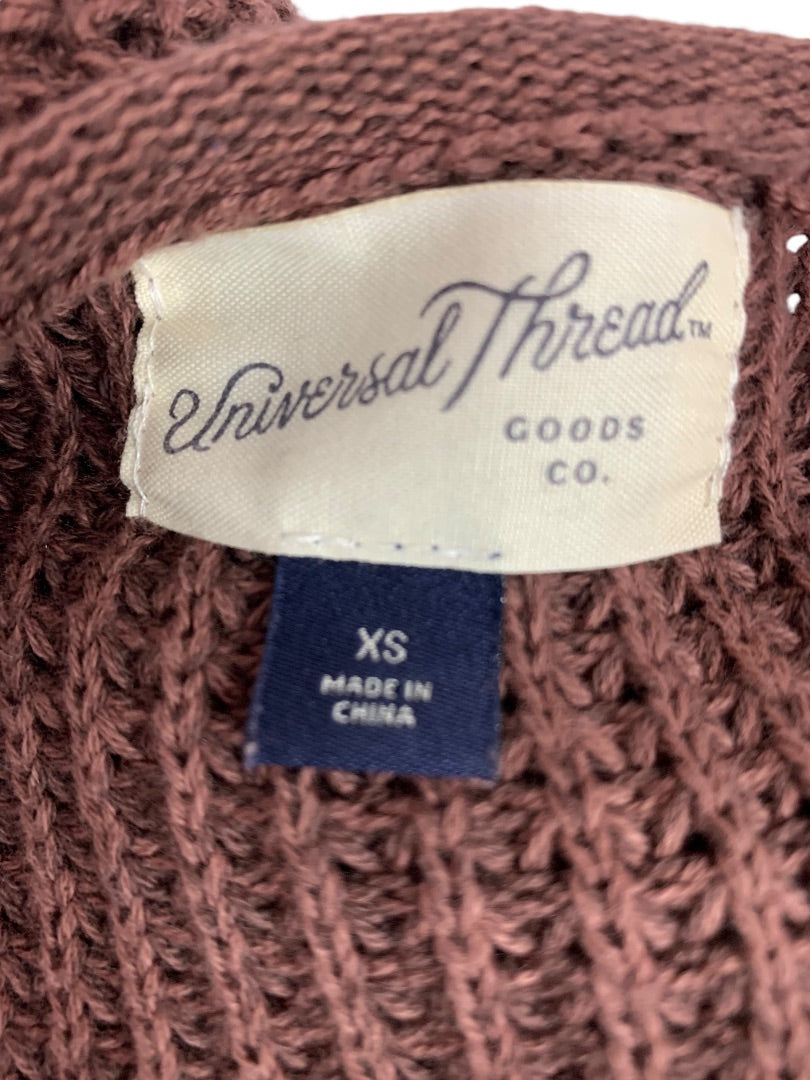 Universal Thread™
GOODS
CO.
XS
MADE IN
CHINA